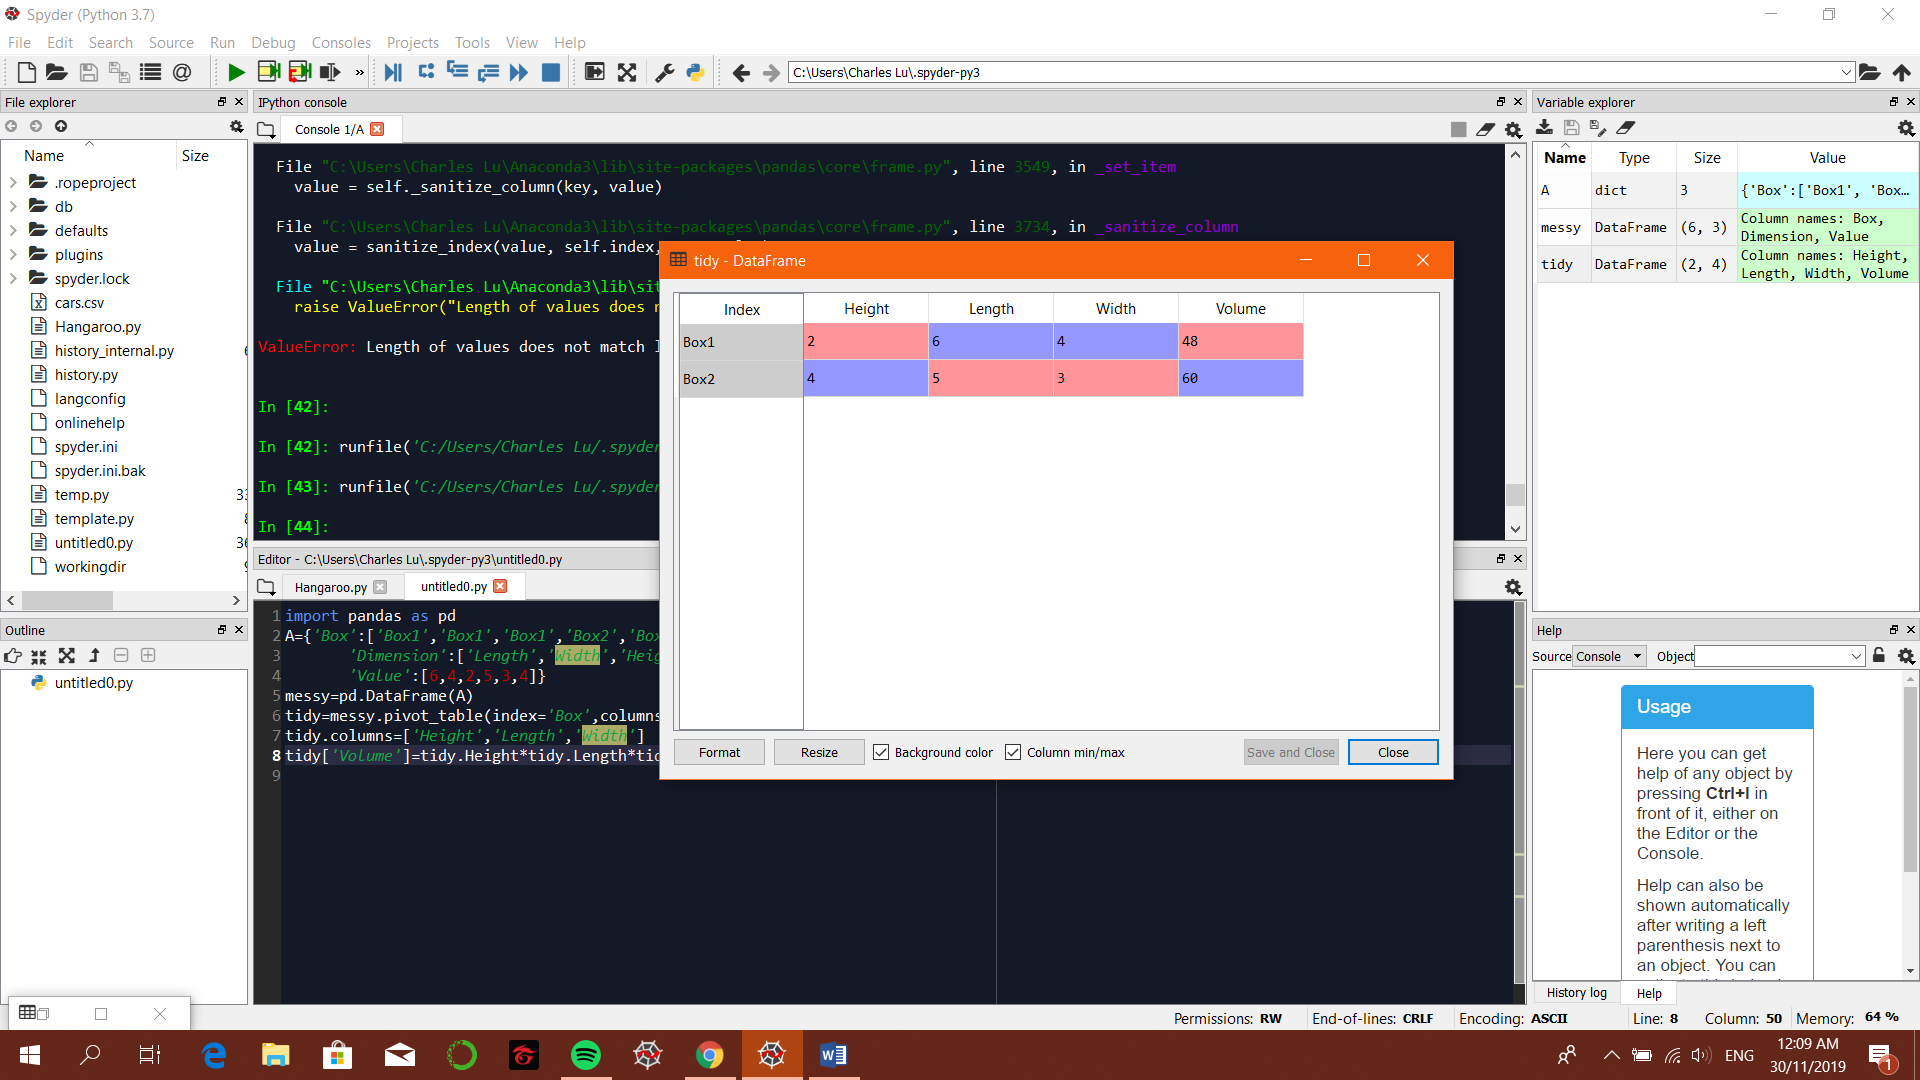 Spyder (Python 3.7)
File Edit Search Source Run Debug Consoles Projects Tools View Help
C:\Users\Charles Lu\.spyder-py3
File explorer
Name Size
.ropeproject
db
defaults
plugins
spyder.lock
cars.csv
Hangaroo.py
history_internal.py
history.py
langconfig
onlinehelp
spyder.ini
spyder.ini.bak
temp.py 33
template.py
untitled0.py 36
workingdir
Outline
untitled0.py
IPython console
Console 1/A
File "C:\Users\Charles Lu\Anaconda3\lib\site-packages\pandas\core\frame.py", line 3549, in _set_item
value = self._sanitize_column(key, value)
File "C:\Users\Charles Lu\Anaconda3\lib\site-packages\pandas\core\frame.py", line 3734, in _sanitize_column
value = sanitize_index(value, self.index,
File "C:\Users\Charles Lu\Anaconda3\lib\sit
raise ValueError("Length of values does
ValueError: Length of values does not match
In [42]:
In [42]: runfile('C:/Users/Charles Lu/.spyder
In [43]: runfile('C:/Users/Charles Lu/.spyder
In [44]:
Editor - C:\Users\Charles Lu\.spyder-py3\untitled0.py
Hangaroo.py untitled0.py
1 import pandas as pd
2 A={'Box':['Box1','Box1','Box1','Box2','Box
3 'Dimension':['Length','Width','Heig
4 'Value':[6,4,2,5,3,4]}
5 messy=pd.DataFrame(A)
6 tidy=messy.pivot_table(index='Box',columns
7 tidy.columns=['Height','Length','Width']
8 tidy['Volume']=tidy.Height*tidy.Length*tid
9
tidy - DataFrame
Index Height Length Width Volume
Box1 2 6 4 48
Box2 4 5 3 60
Format Resize Background color Column min/max Save and Close Close
Variable explorer
Name Type Size Value
A dict 3 {'Box':['Box1', 'Box…
messy DataFrame (6, 3) Column names: Box,
Dimension, Value
tidy DataFrame (2, 4) Column names: Height,
Length, Width, Volume
Help
Source Console Object
Usage
Here you can get
help of any object by
pressing Ctrl+I in
front of it, either on
the Editor or the
Console.
Help can also be
shown automatically
after writing a left
parenthesis next to
an object. You can
History log Help
Permissions: RW End-of-lines: CRLF Encoding: ASCII Line: 8 Column: 50 Memory: 64 %
ENG
12:09 AM
30/11/2019
1